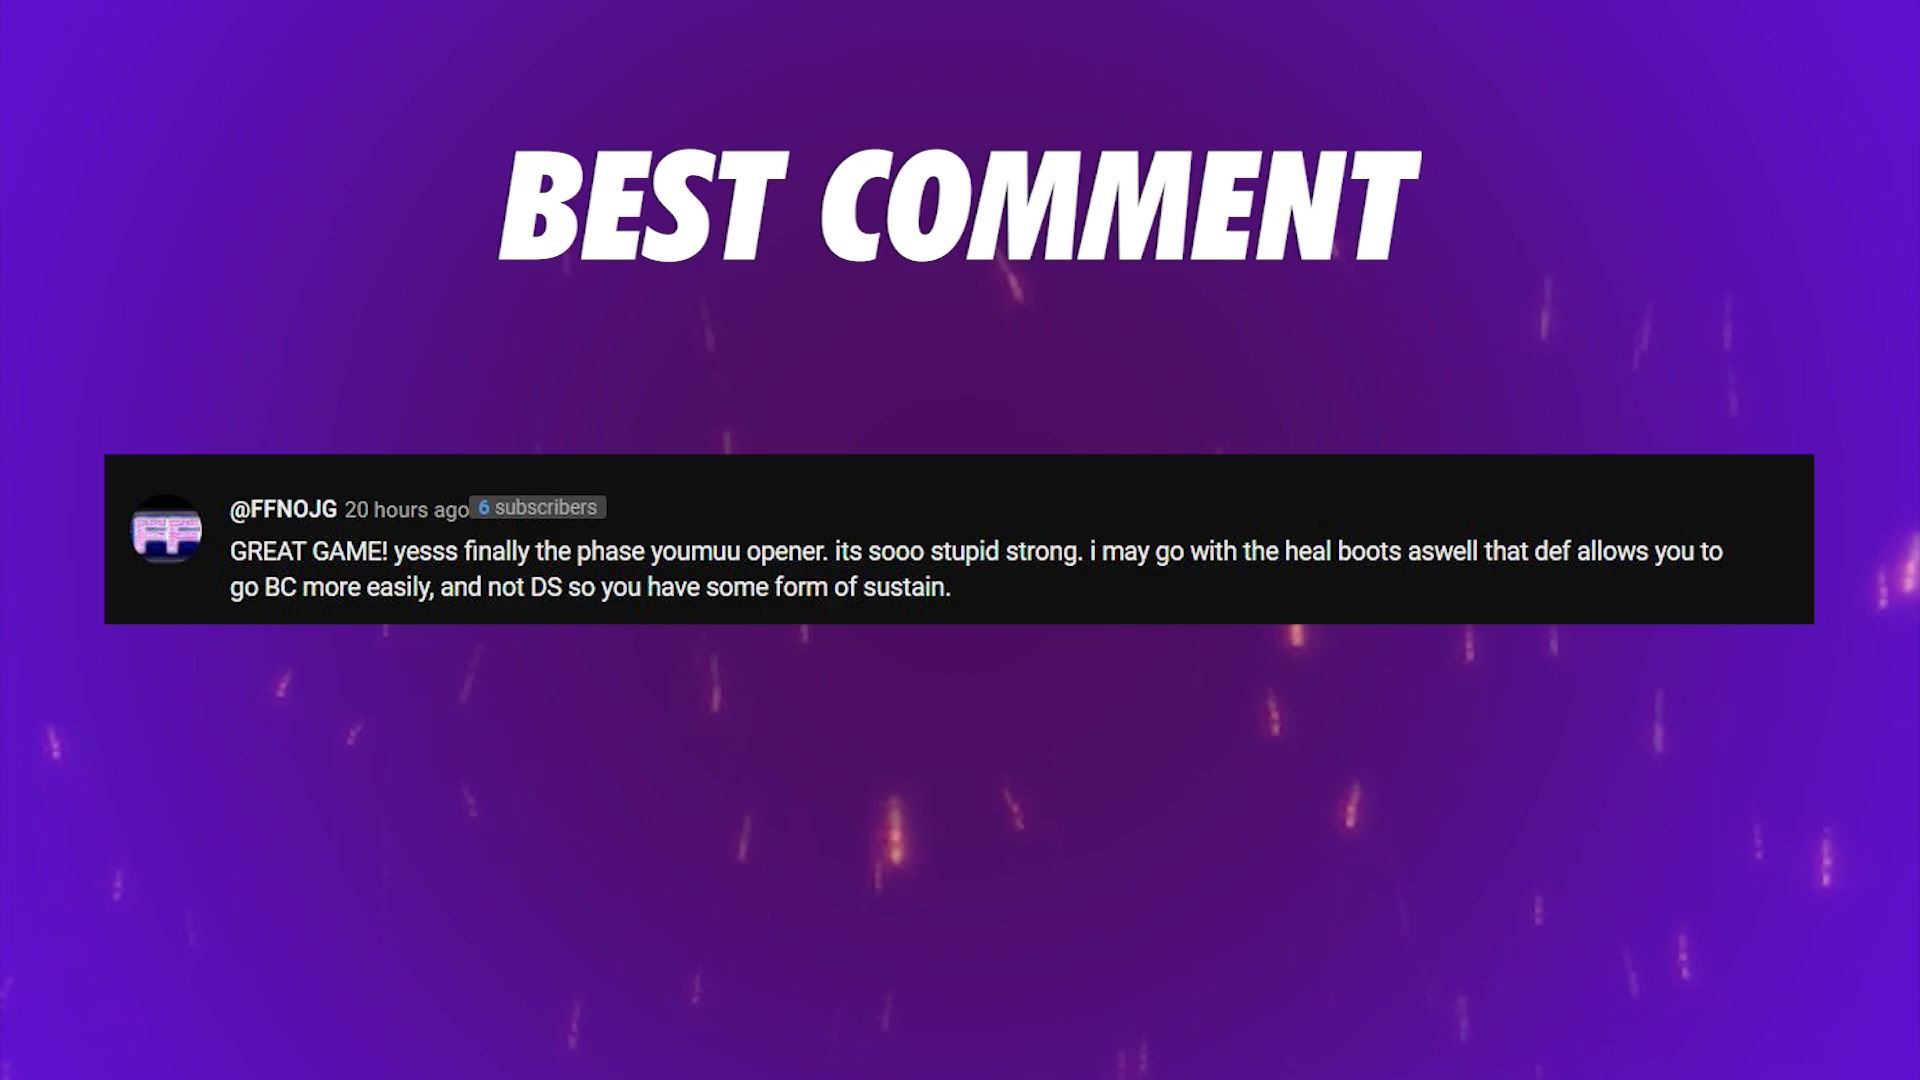 BEST COMMENT
@FFNOJG 20 hours ago 6 subscribers
GREAT GAME! yesss finally the phase youmuu opener. its sooo stupid strong. i may go with the heal boots aswell that def allows you to
go BC more easily, and not DS so you have some form of sustain.
FF